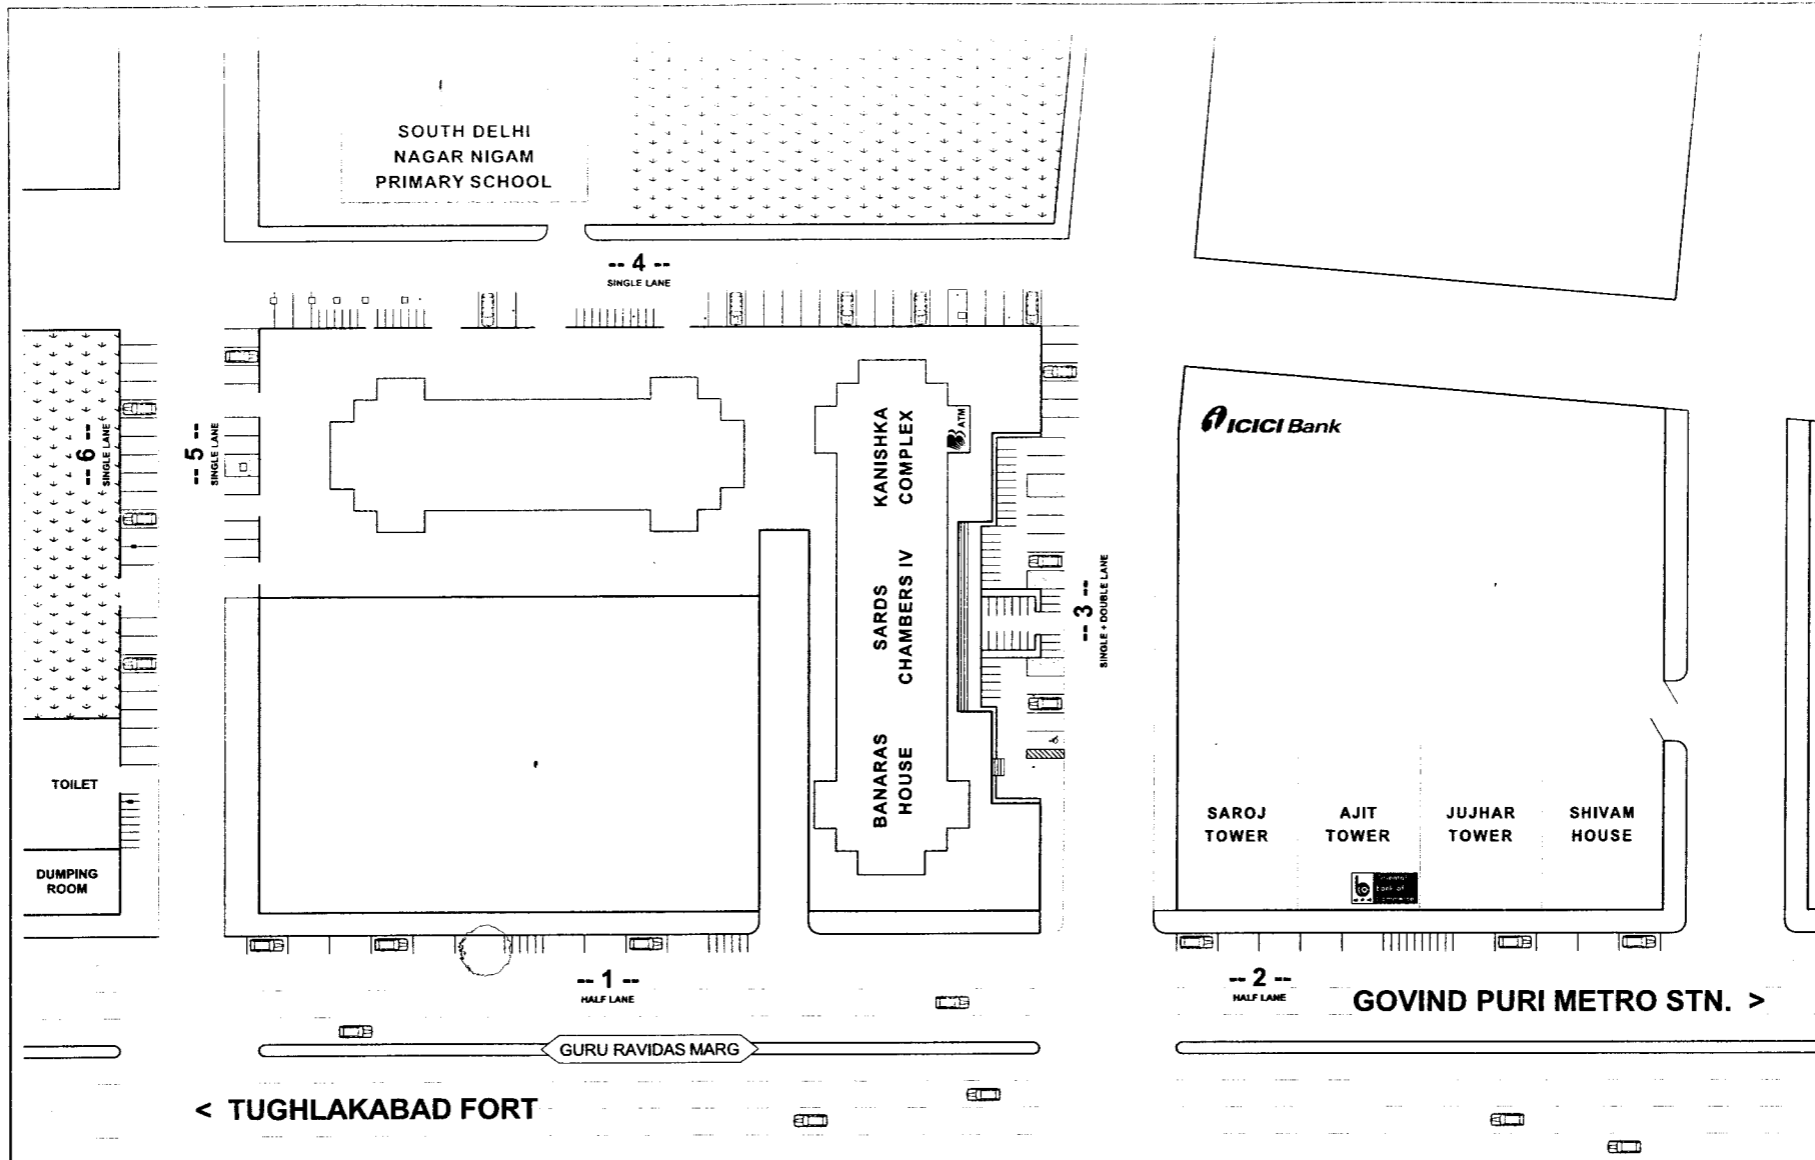 SOUTH DELHI
NAGAR NIGAM
PRIMARY SCHOOL
-- 4 --
SINGLE LANE
-- 6 --
SINGLE LANE
-- 5 --
SINGLE LANE
KANISHKA
COMPLEX
ATM
SARDS
CHAMBERS IV
BANARAS
HOUSE
-- 3 --
SINGLE + DOUBLE LANE
ICICI Bank
TOILET
DUMPING
ROOM
SAROJ
TOWER
AJIT
TOWER
JUJHAR
TOWER
SHIVAM
HOUSE
bank of
-- 1 --
HALF LANE
-- 2 --
HALF LANE
GOVIND PURI METRO STN. >
GURU RAVIDAS MARG
< TUGHLAKABAD FORT